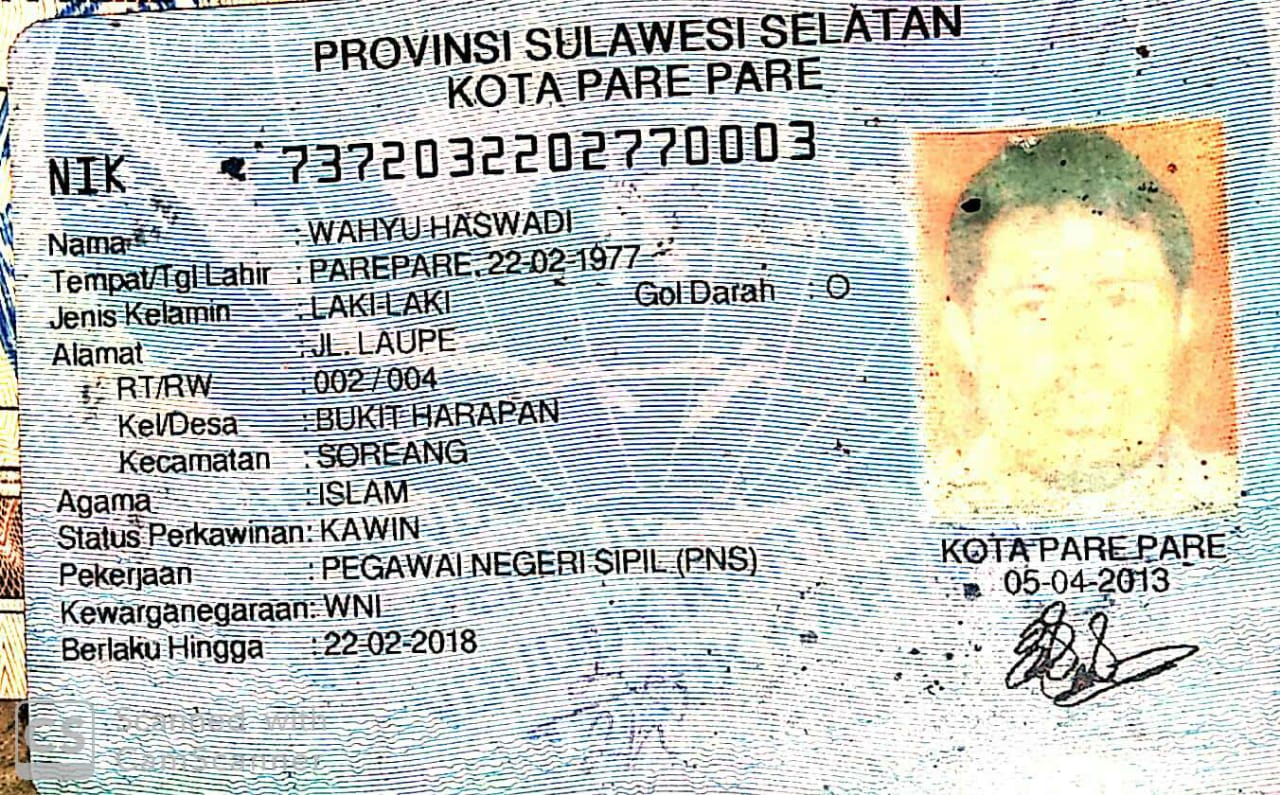 PROVINSI SULAWESI SELATAN
KOTA PARE PARE
NIK : 7372032202770003
Nama : WAHYU HASWADI
Tempat/Tgl Lahir : PAREPARE, 22-02-1977
Jenis Kelamin : LAKI-LAKI Gol Darah : O
Alamat : JL. LAUPE
RT/RW : 002 / 004
Kel/Desa : BUKIT HARAPAN
Kecamatan : SOREANG
Agama : ISLAM
Status Perkawinan: KAWIN
Pekerjaan : PEGAWAI NEGERI SIPIL (PNS)
Kewarganegaraan: WNI
Berlaku Hingga : 22-02-2018
KOTA PARE PARE
05-04-2013
CS Scanned with
CamScanner